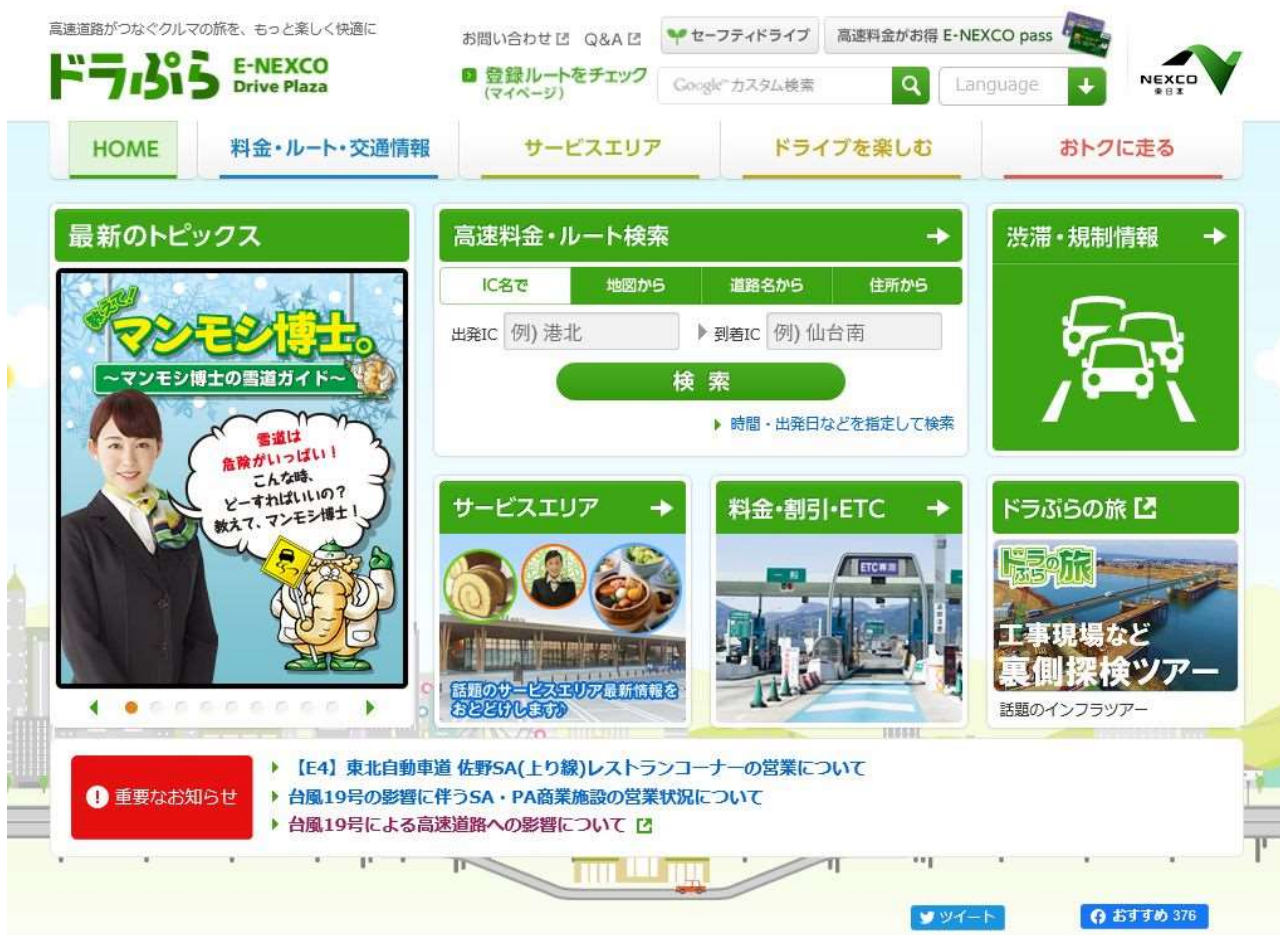 高速道路がつなぐクルマの旅を、もっと楽しく快適に
ドラぷら
E-NEXCO
Drive Plaza
お問い合わせ
Q&A
セーフティドライブ
高速料金がお得 E-NEXCO pass
登録ルートをチェック
(マイページ)
Google カスタム検索
Language
NEXCO
東日本
HOME
料金・ルート・交通情報
サービスエリア
ドライブを楽しむ
おトクに走る
最新のトピックス
教えて!
マンモシ博士。
～マンモシ博士の雪道ガイド～
雪道は
危険がいっぱい!
こんな時、
どーすればいいの?
教えて、マンモシ博士!
高速料金・ルート検索
IC名で
地図から
道路名から
住所から
出発IC 例) 港北
到着IC 例) 仙台南
検 索
時間・出発日などを指定して検索
渋滞・規制情報
サービスエリア
話題のサービスエリア最新情報を
おとどけします♪
料金・割引・ETC
一般
ETC専用
ドラぷらの旅
ドラぷらの旅
工事現場など
裏側探検ツアー
話題のインフラツアー
重要なお知らせ
【E4】東北自動車道 佐野SA(上り線)レストランコーナーの営業について
台風19号の影響に伴うSA・PA商業施設の営業状況について
台風19号による高速道路への影響について
ツイート
おすすめ 376